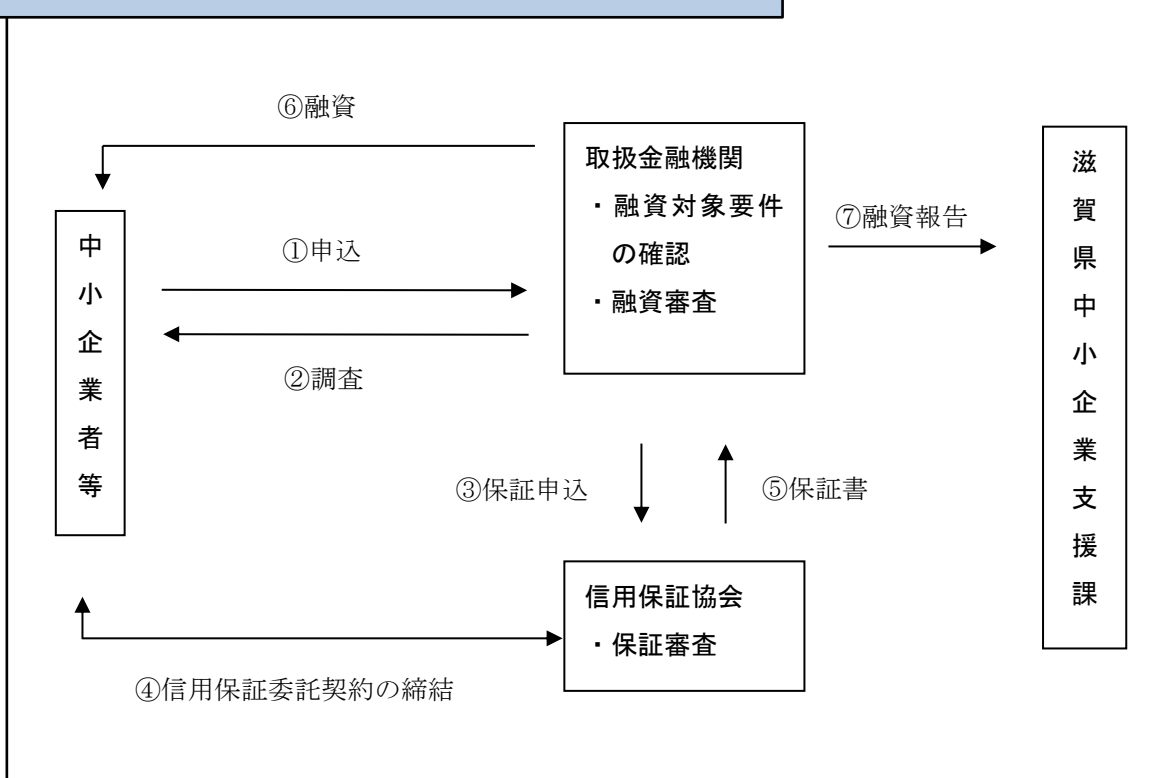 ⑥融資
取扱金融機関
・融資対象要件
の確認
・融資審査
⑦融資報告
滋賀県中小企業支援課
中小企業者等
①申込
②調査
③保証申込
⑤保証書
信用保証協会
・保証審査
④信用保証委託契約の締結